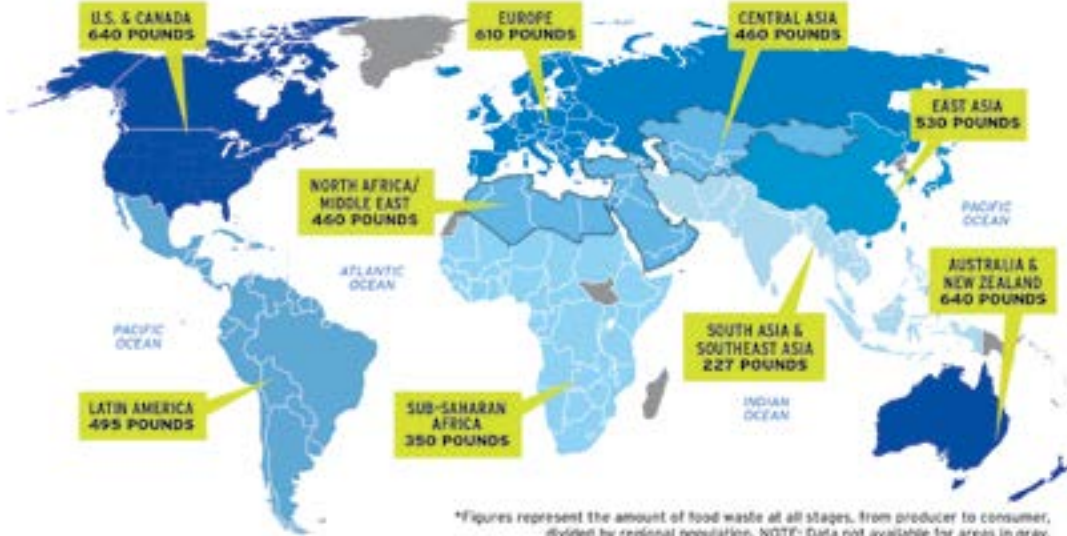 U.S. & CANADA
640 POUNDS
EUROPE
610 POUNDS
CENTRAL ASIA
460 POUNDS
EAST ASIA
530 POUNDS
NORTH AFRICA/
MIDDLE EAST
460 POUNDS
PACIFIC
OCEAN
ATLANTIC
OCEAN
AUSTRALIA &
NEW ZEALAND
640 POUNDS
PACIFIC
OCEAN
SOUTH ASIA &
SOUTHEAST ASIA
227 POUNDS
LATIN AMERICA
495 POUNDS
SUB-SAHARAN
AFRICA
350 POUNDS
INDIAN
OCEAN
*Figures represent the amount of food waste at all stages, from producer to consumer,
divided by regional population. NOTE: Data not available for areas in gray.